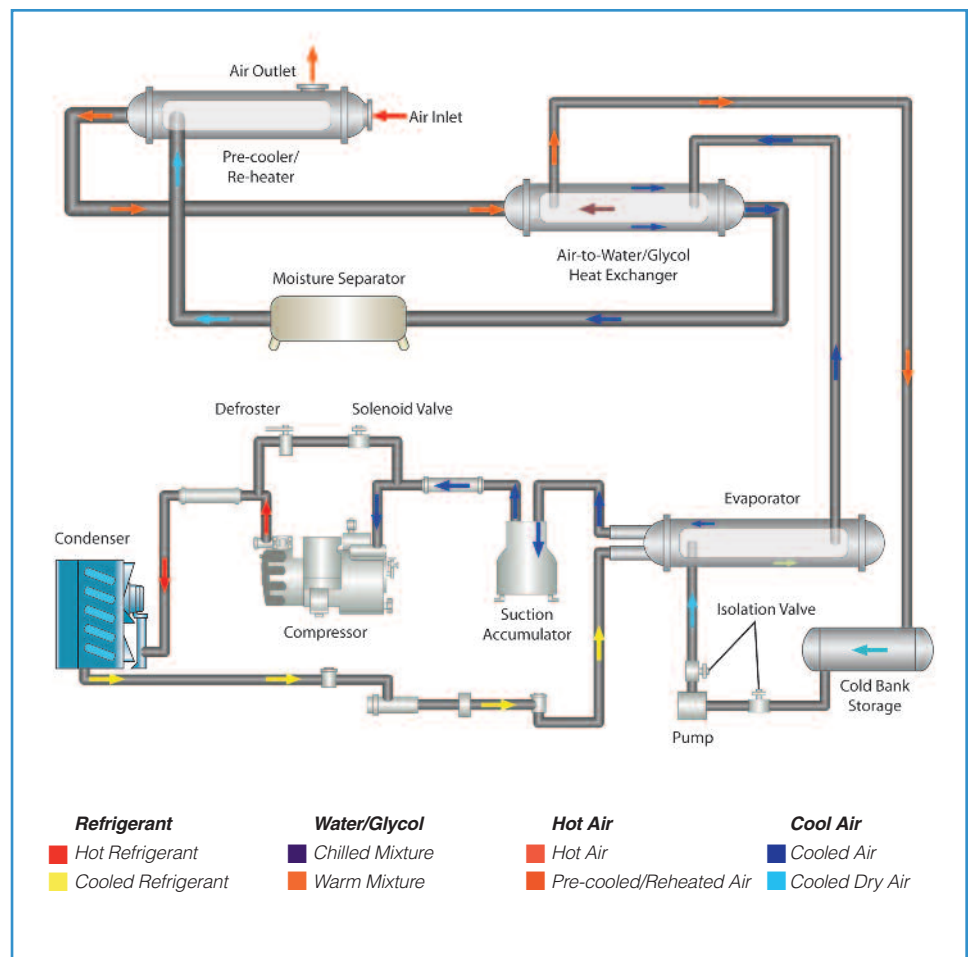 Air Outlet
Air Inlet
Pre-cooler/
Re-heater
Air-to-Water/Glycol
Heat Exchanger
Moisture Separator
Defroster
Solenoid Valve
Evaporator
Condenser
Compressor
Suction
Accumulator
Isolation Valve
Cold Bank
Storage
Pump
Refrigerant
Hot Refrigerant
Cooled Refrigerant
Water/Glycol
Chilled Mixture
Warm Mixture
Hot Air
Hot Air
Pre-cooled/Reheated Air
Cool Air
Cooled Air
Cooled Dry Air